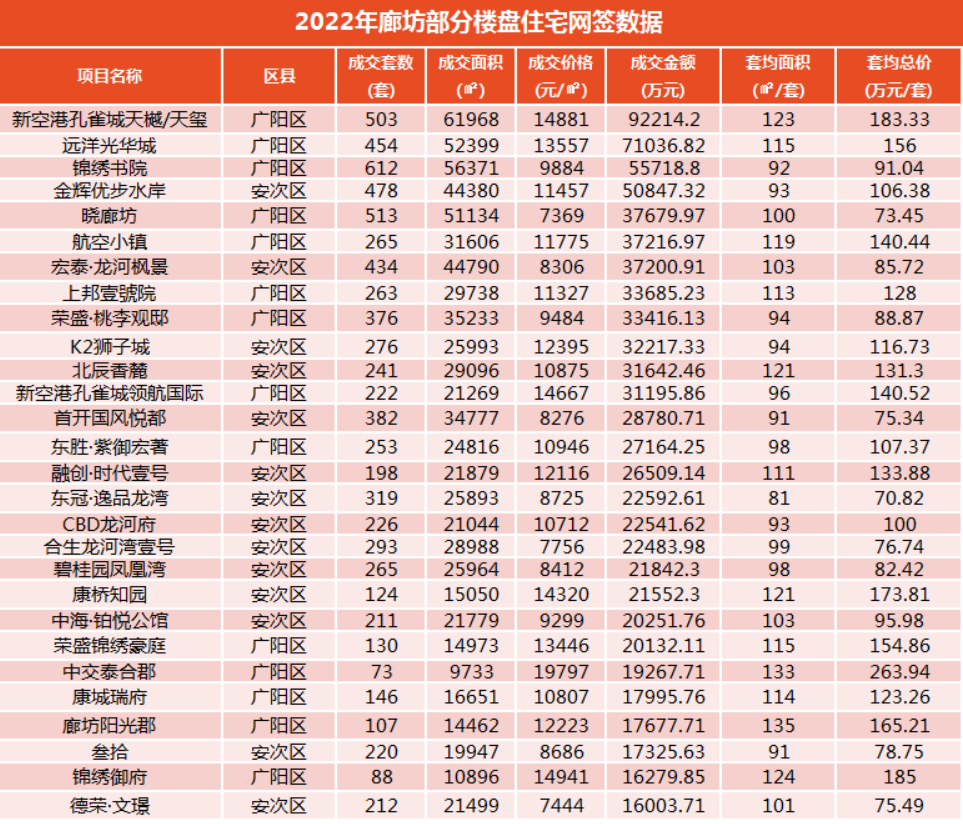 2022年廊坊部分楼盘住宅网签数据
项目名称 区县 成交套数(套) 成交面积(㎡) 成交价格(元/㎡) 成交金额(万元) 套均面积(㎡/套) 套均总价(万元/套)
新空港孔雀城天樾/天玺 广阳区 503 61968 14881 92214.2 123 183.33
远洋光华城 广阳区 454 52399 13557 71036.82 115 156
锦绣书院 广阳区 612 56371 9884 55718.8 92 91.04
金辉优步水岸 安次区 478 44380 11457 50847.32 93 106.38
晓廊坊 广阳区 513 51134 7369 37679.97 100 73.45
航空小镇 广阳区 265 31606 11775 37216.97 119 140.44
宏泰·龙河枫景 安次区 434 44790 8306 37200.91 103 85.72
上邦壹號院 广阳区 263 29738 11327 33685.23 113 128
荣盛·桃李观邸 广阳区 376 35233 9484 33416.13 94 88.87
K2狮子城 安次区 276 25993 12395 32217.33 94 116.73
北辰香麓 安次区 241 29096 10875 31642.46 121 131.3
新空港孔雀城领航国际 广阳区 222 21269 14667 31195.86 96 140.52
首开国风悦都 安次区 382 34777 8276 28780.71 91 75.34
东胜·紫御宏著 广阳区 253 24816 10946 27164.25 98 107.37
融创·时代壹号 安次区 198 21879 12116 26509.14 111 133.88
东冠·逸品龙湾 安次区 319 25893 8725 22592.61 81 70.82
CBD龙河府 安次区 226 21044 10712 22541.62 93 100
合生龙河湾壹号 安次区 293 28988 7756 22483.98 99 76.74
碧桂园凤凰湾 安次区 265 25964 8412 21842.3 98 82.42
康桥知园 安次区 124 15050 14320 21552.3 121 173.81
中海·铂悦公馆 安次区 211 21779 9299 20251.76 103 95.98
荣盛锦绣豪庭 广阳区 130 14973 13446 20132.11 115 154.86
中交泰合郡 广阳区 73 9733 19797 19267.71 133 263.94
康城瑞府 广阳区 146 16651 10807 17995.76 114 123.26
廊坊阳光郡 广阳区 107 14462 12223 17677.71 135 165.21
叁拾 安次区 220 19947 8686 17325.63 91 78.75
锦绣御府 广阳区 88 10896 14941 16279.85 124 185
德荣·文璟 安次区 212 21499 7444 16003.71 101 75.49